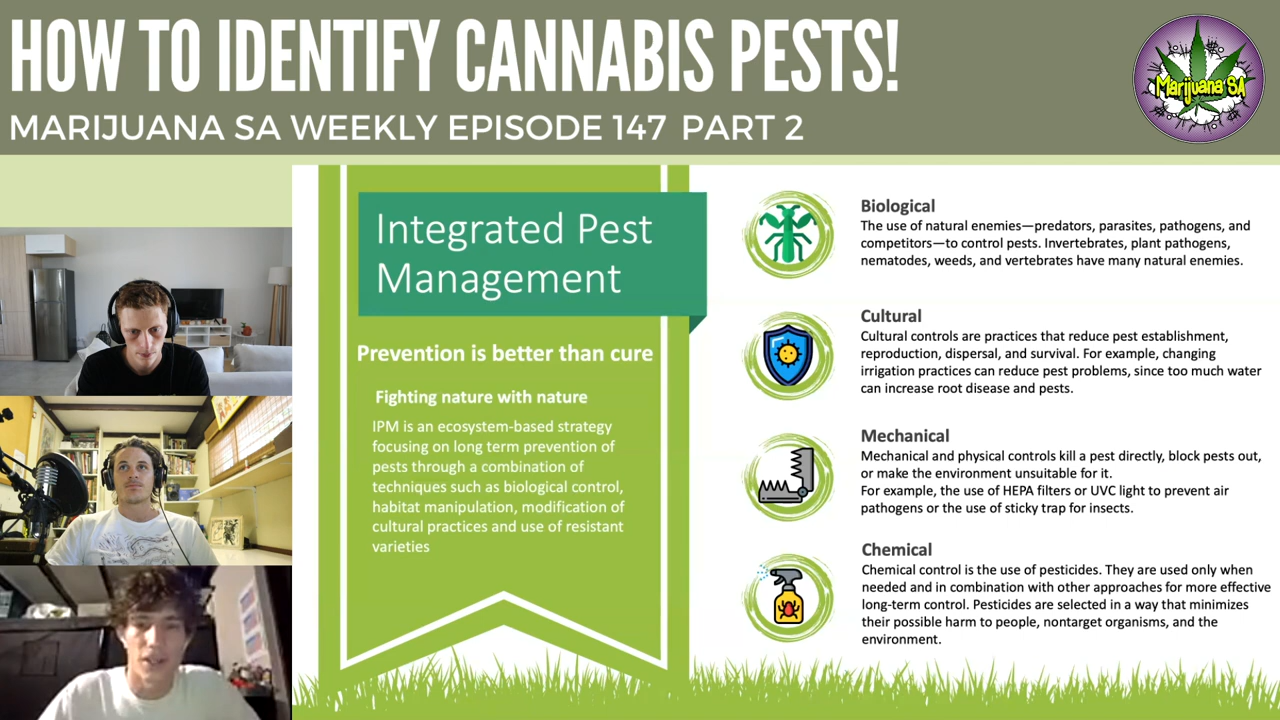 HOW TO IDENTIFY CANNABIS PESTS!
MARIJUANA SA WEEKLY EPISODE 147 PART 2
Marijuana SA
Integrated Pest
Management
Prevention is better than cure
Fighting nature with nature
IPM is an ecosystem-based strategy
focusing on long term prevention of
pests through a combination of
techniques such as biological control,
habitat manipulation, modification of
cultural practices and use of resistant
varieties
Biological
The use of natural enemies—predators, parasites, pathogens, and
competitors—to control pests. Invertebrates, plant pathogens,
nematodes, weeds, and vertebrates have many natural enemies.
Cultural
Cultural controls are practices that reduce pest establishment,
reproduction, dispersal, and survival. For example, changing
irrigation practices can reduce pest problems, since too much water
can increase root disease and pests.
Mechanical
Mechanical and physical controls kill a pest directly, block pests out,
or make the environment unsuitable for it.
For example, the use of HEPA filters or UVC light to prevent air
pathogens or the use of sticky trap for insects.
Chemical
Chemical control is the use of pesticides. They are used only when
needed and in combination with other approaches for more effective
long-term control. Pesticides are selected in a way that minimizes
their possible harm to people, nontarget organisms, and the
environment.